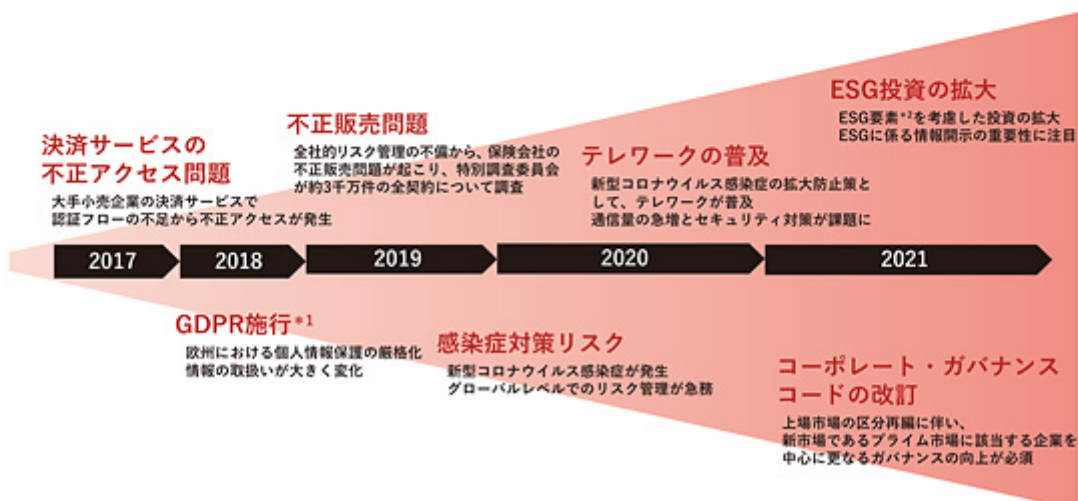 ESG投資の拡大
ESG要素*2を考慮した投資の拡大
ESGに係る情報開示の重要性に注目
不正販売問題
全社的リスク管理の不備から、保険会社の
不正販売問題が起こり、特別調査委員会
が約3千万件の全契約について調査
決済サービスの
不正アクセス問題
大手小売企業の決済サービスで
認証フローの不足から不正アクセスが発生
テレワークの普及
新型コロナウイルス感染症の拡大防止策と
して、テレワークが普及
通信量の急増とセキュリティ対策が課題に
2017
2018
2019
2020
2021
GDPR施行*1
欧州における個人情報保護の厳格化
情報の取扱いが大きく変化
感染症対策リスク
新型コロナウイルス感染症が発生
グローバルレベルでのリスク管理が急務
コーポレート・ガバナンス
コードの改訂
上場市場の区分再編に伴い、
新市場であるプライム市場に該当する企業を
中心に更なるガバナンスの向上が必須